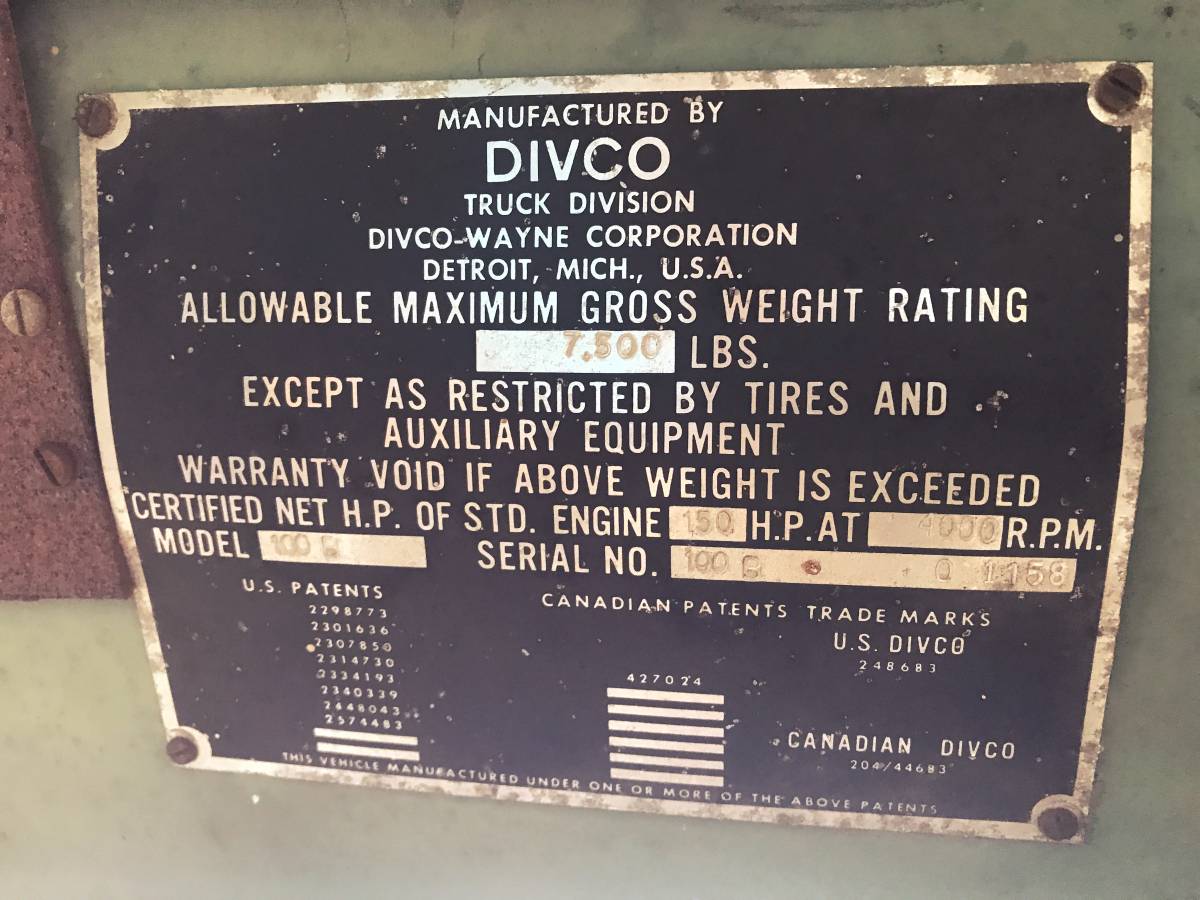 MANUFACTURED BY
DIVCO
TRUCK DIVISION
DIVCO-WAYNE CORPORATION
DETROIT, MICH., U.S.A.
ALLOWABLE MAXIMUM GROSS WEIGHT RATING
7,500 LBS.
EXCEPT AS RESTRICTED BY TIRES AND
AUXILIARY EQUIPMENT
WARRANTY VOID IF ABOVE WEIGHT IS EXCEEDED
CERTIFIED NET H.P. OF STD. ENGINE 150 H.P. AT 4000 R.P.M.
MODEL 100 SERIAL NO. 100 1158
U.S. PATENTS
2298773
2301636
2307850
2314730
2334193
2340339
2448043
2574483
CANADIAN PATENTS
427024
TRADE MARKS
U.S. DIVCO
248683
CANADIAN DIVCO
204/44683
THIS VEHICLE MANUFACTURED UNDER ONE OR MORE OF THE ABOVE PATENTS